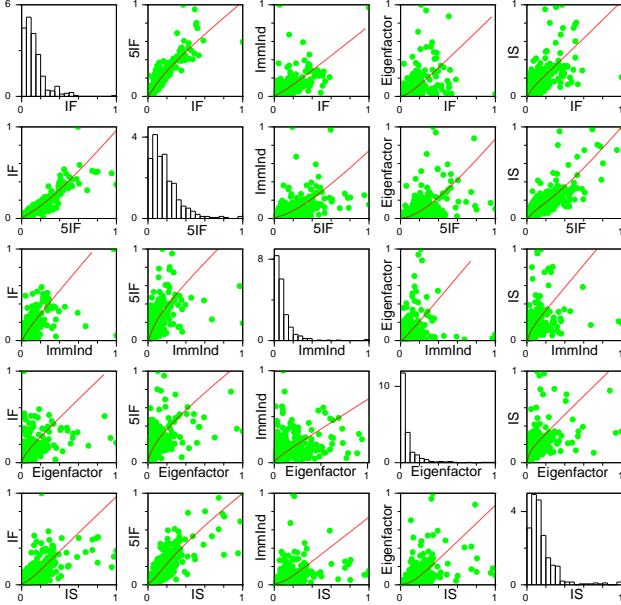 6 1 1 1 1
5IF ImmInd Eigenfactor IS
0 0 0 0 0
0 IF 1 0 IF 1 0 IF 1 0 IF 1 0 IF 1
1 4 1 1 1
IF ImmInd Eigenfactor IS
0 0 0 0 0
0 5IF 1 0 5IF 1 0 5IF 1 0 5IF 1 0 5IF 1
1 1 8 1 1
IF 5IF Eigenfactor IS
0 0 0 0 0
0 ImmInd 1 0 ImmInd 1 0 ImmInd 1 0 ImmInd 1 0 ImmInd 1
1 1 1 10 1
IF 5IF ImmInd IS
0 0 0 0 0
0 Eigenfactor 1 0 Eigenfactor 1 0 Eigenfactor 1 0 Eigenfactor 1 0 Eigenfactor 1
1 1 1 1 4
IF 5IF ImmInd Eigenfactor
0 0 0 0 0
0 IS 1 0 IS 1 0 IS 1 0 IS 1 0 IS 1